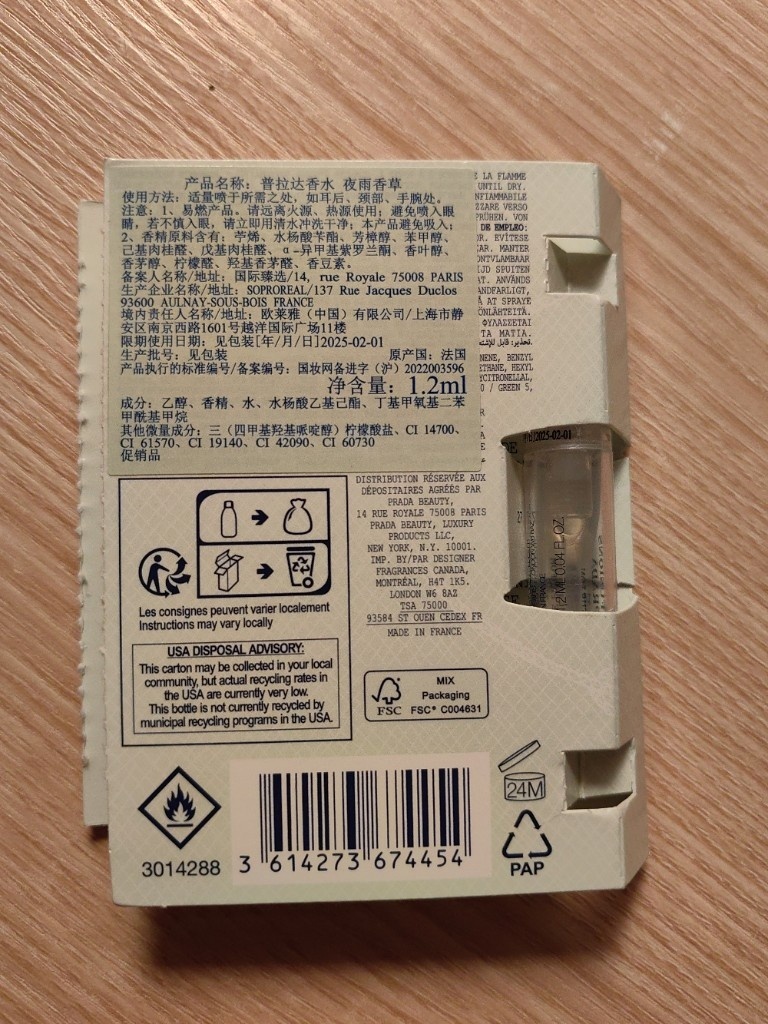 产品名称：普拉达香水 夜雨香草
使用方法：适量喷于所需之处，如耳后、颈部、手腕处。
注意：1、易燃产品。请远离火源、热源使用；避免喷入眼
睛，若不慎入眼，请立即用清水冲洗干净；本产品避免吸入；
2、香精原料含有：苧烯、水杨酸苄酯、芳樟醇、苯甲醇、
己基肉桂醛、戊基肉桂醛、α-异甲基紫罗兰酮、香叶醇、
香茅醇、柠檬醛、羟基香茅醛、香豆素。
备案人名称/地址：国际臻选/14, rue Royale 75008 PARIS
生产企业名称/地址：SOPROREAL/137 Rue Jacques Duclos
93600 AULNAY-SOUS-BOIS FRANCE
境内责任人名称/地址：欧莱雅（中国）有限公司/上海市静
安区南京西路1601号越洋国际广场11楼
限期使用日期：见包装[年/月/日]2025-02-01
生产批号：见包装 原产国：法国
产品执行的标准编号/备案编号：国妆网备进字（沪）2022003596
净含量：1.2ml
成分：乙醇、香精、水、水杨酸乙基己酯、丁基甲氧基二苯
甲酰基甲烷
其他微量成分：三（四甲基羟基哌啶醇）柠檬酸盐、CI 14700、
CI 61570、CI 19140、CI 42090、CI 60730
促销品
LA FLAMME
UNTIL DRY.
NFIAMMABILE
VERSO
VON
DE EMPLEO:
EVÍTESE
MANTER
ONTVLAMBAAR
SPUITEN
ANVÄNDS
ANDFARLIGT,
AT SPRAYE
ΦΥΛΑΣΣΕΤΑΙ
ΤΑ ΜΑΤΙΑ.
BENZYL
HEXYL
/ GREEN 5,
2025-02-01
DISTRIBUTION RÉSERVÉE AUX
DÉPOSITAIRES AGRÉÉS PAR
PRADA BEAUTY,
14 RUE ROYALE 75008 PARIS
PRADA BEAUTY, LUXURY
PRODUCTS LLC,
NEW YORK, N.Y. 10001.
IMP. BY/PAR DESIGNER
FRAGRANCES CANADA,
MONTRÉAL, H4T 1K5.
LONDON W6 8AZ
TSA 75000
93584 ST OUEN CEDEX FR
MADE IN FRANCE
Les consignes peuvent varier localement
Instructions may vary locally
USA DISPOSAL ADVISORY:
This carton may be collected in your local
community, but actual recycling rates in
the USA are currently very low.
This bottle is not currently recycled by
municipal recycling programs in the USA.
FSC
MIX
Packaging
FSC® C004631
24M
PAP
3014288
3 614273 674454